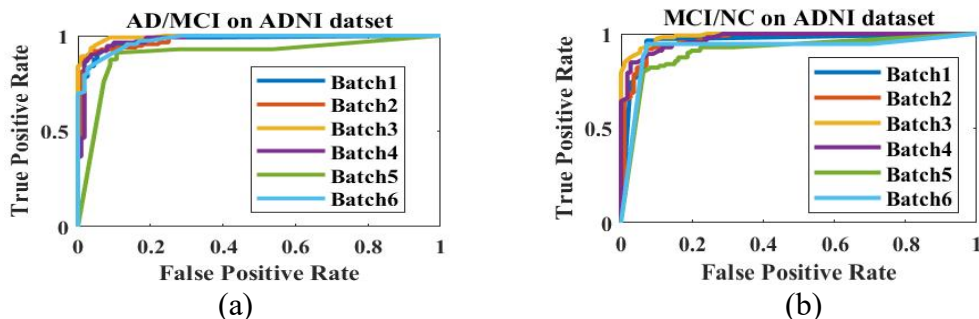 AD/MCI on ADNI datset
1
0.5
0
True Positive Rate
Batch1
Batch2
Batch3
Batch4
Batch5
Batch6
0 0.2 0.4 0.6 0.8 1
False Positive Rate
(a)
MCI/NC on ADNI dataset
1
0.5
0
True Positive Rate
Batch1
Batch2
Batch3
Batch4
Batch5
Batch6
0 0.2 0.4 0.6 0.8 1
False Positive Rate
(b)